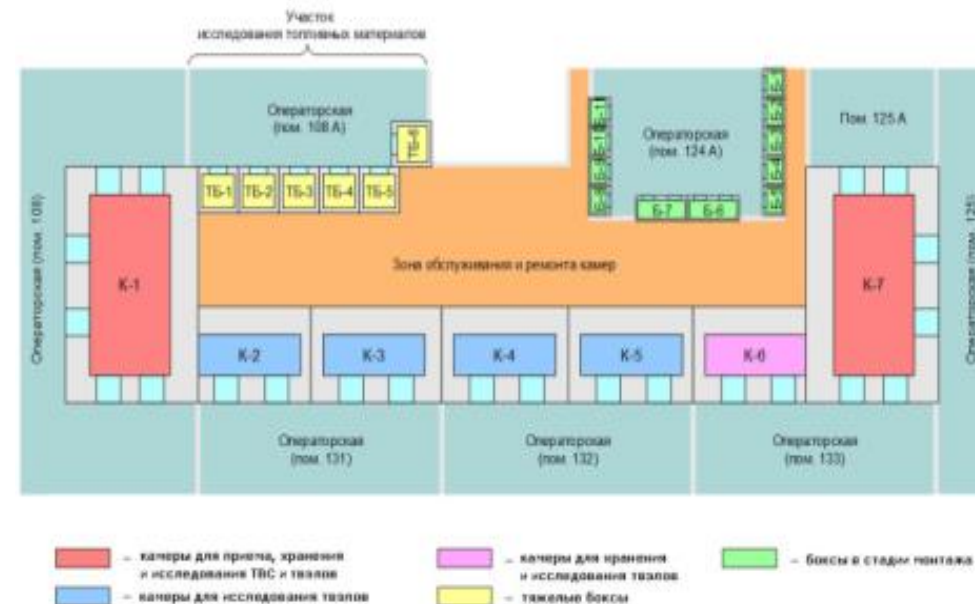 Участок
исследования топливных материалов
Операторская
(пом. 108 А)
Операторская
(пом. 124 А)
Пом. 125 А
ТБ-6
ТБ-1
ТБ-2
ТБ-3
ТБ-4
ТБ-5
Б-7
Б-6
Операторская (пом. 108)
К-1
Зона обслуживания и ремонта камер
К-7
Операторская (пом. 125)
К-2
К-3
К-4
К-5
К-6
Операторская
(пом. 131)
Операторская
(пом. 132)
Операторская
(пом. 133)
– камеры для приема, хранения
и исследования ТВС и твэлов
– камеры для исследования твэлов
– камеры для хранения
и исследования твэлов
– тяжелые боксы
– боксы в стадии монтажа